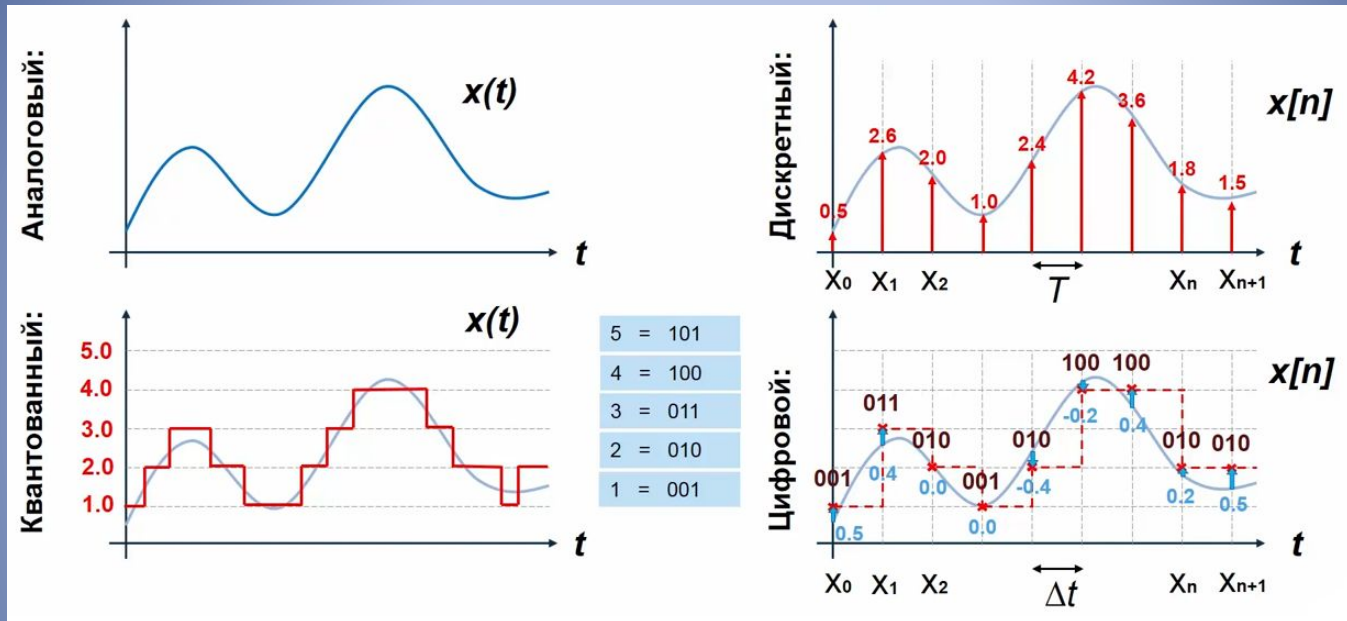 Аналоговый:
x(t)
t
Дискретный:
x[n]
0.5
2.6
2.0
1.0
2.4
4.2
3.6
1.8
1.5
t
X0 X1 X2 T Xn Xn+1
Квантованный:
x(t)
5.0
4.0
3.0
2.0
1.0
t
5 = 101
4 = 100
3 = 011
2 = 010
1 = 001
Цифровой:
x[n]
001
011
010
001
010
100
100
010
010
0.5
0.4
0.0
0.0
-0.4
-0.2
0.4
0.2
0.5
t
X0 X1 X2 Δt Xn Xn+1